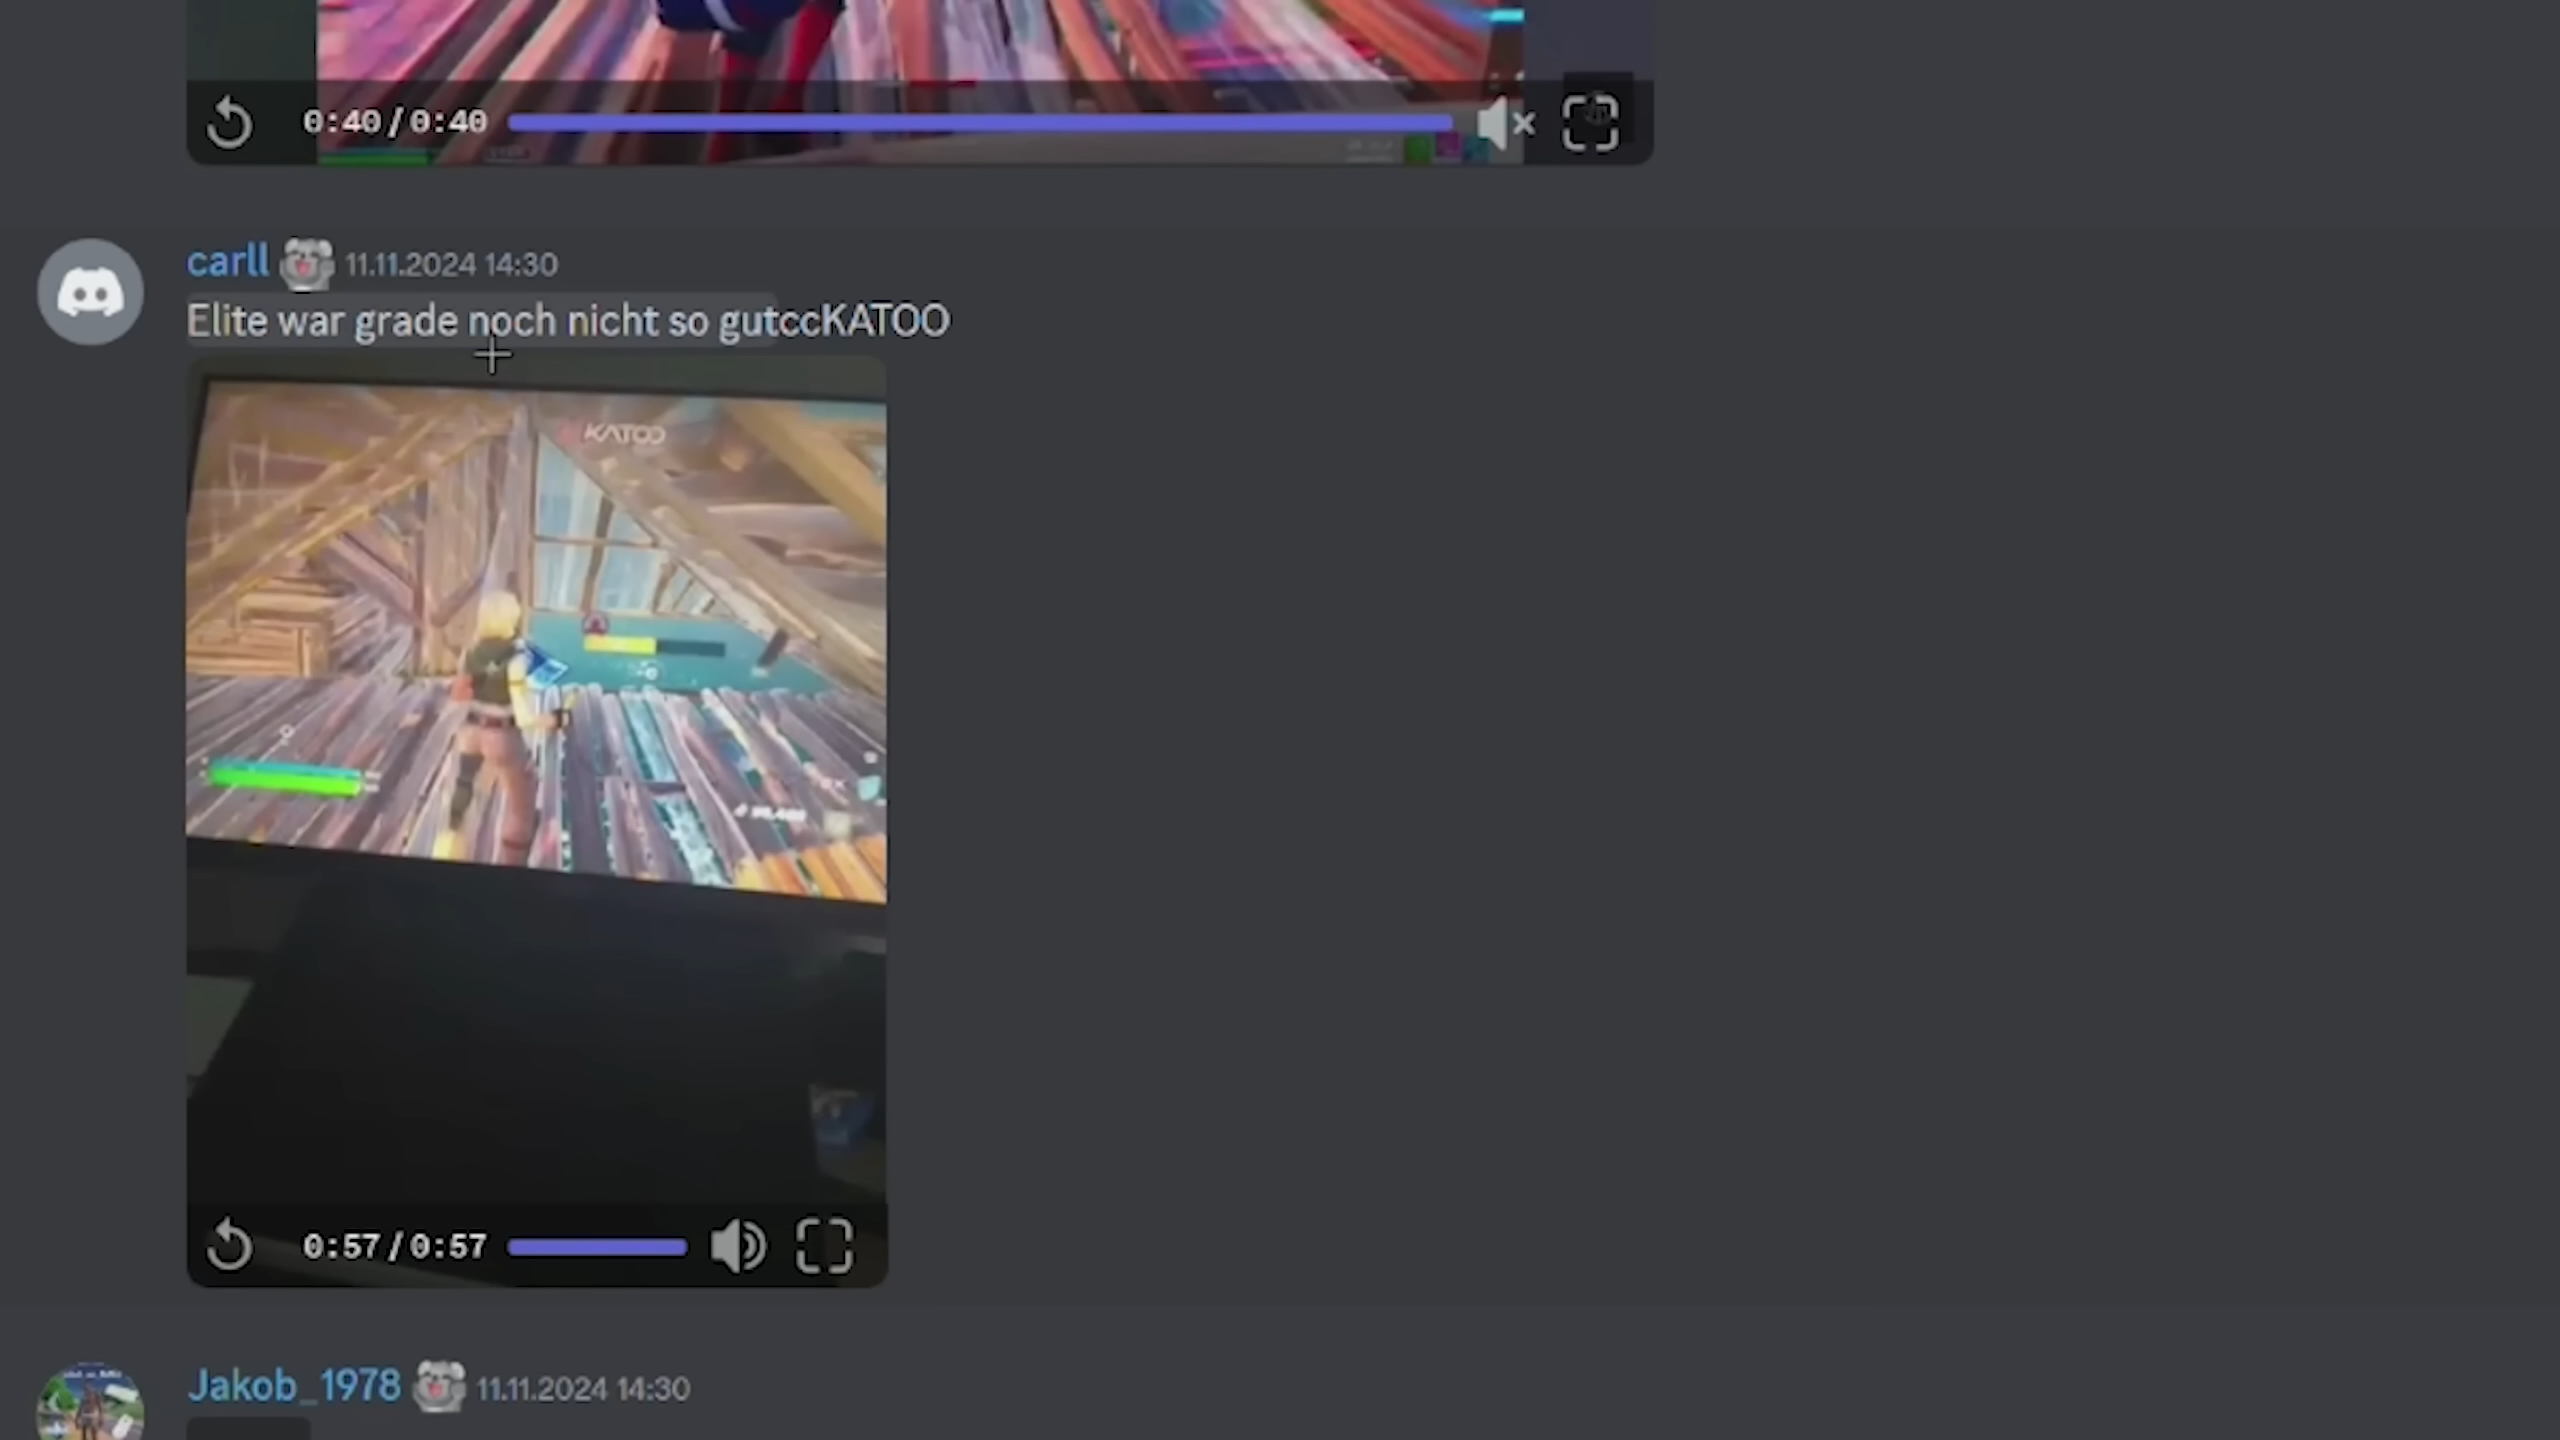 0:40 / 0:40
carll 11.11.2024 14:30
Elite war grade noch nicht so gutccKATOO
KATOO
0:57 / 0:57
Jakob_1978 11.11.2024 14:30